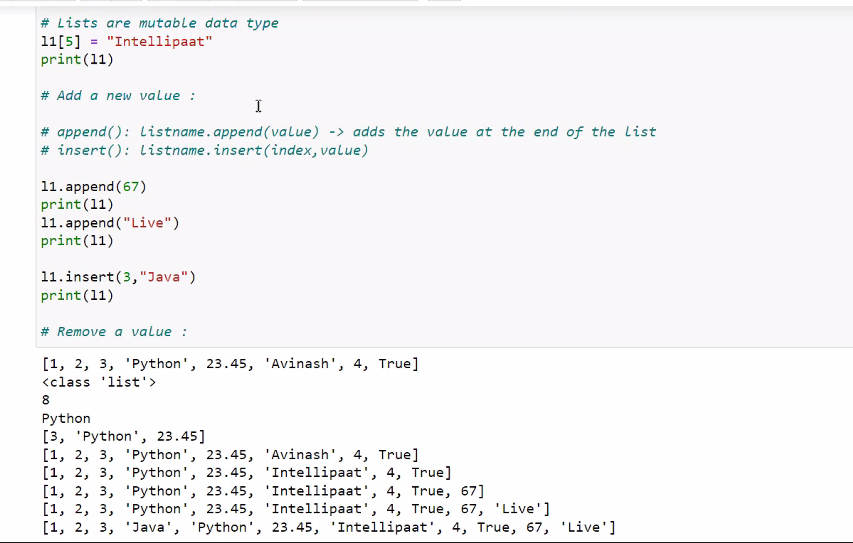 # Lists are mutable data type
l1[5] = "Intellipaat"
print(l1)
# Add a new value :
# append(): listname.append(value) -> adds the value at the end of the list
# insert(): listname.insert(index,value)
l1.append(67)
print(l1)
l1.append("Live")
print(l1)
l1.insert(3,"Java")
print(l1)
# Remove a value :
[1, 2, 3, 'Python', 23.45, 'Avinash', 4, True]
<class 'list'>
8
Python
[3, 'Python', 23.45]
[1, 2, 3, 'Python', 23.45, 'Avinash', 4, True]
[1, 2, 3, 'Python', 23.45, 'Intellipaat', 4, True]
[1, 2, 3, 'Python', 23.45, 'Intellipaat', 4, True, 67]
[1, 2, 3, 'Python', 23.45, 'Intellipaat', 4, True, 67, 'Live']
[1, 2, 3, 'Java', 'Python', 23.45, 'Intellipaat', 4, True, 67, 'Live']